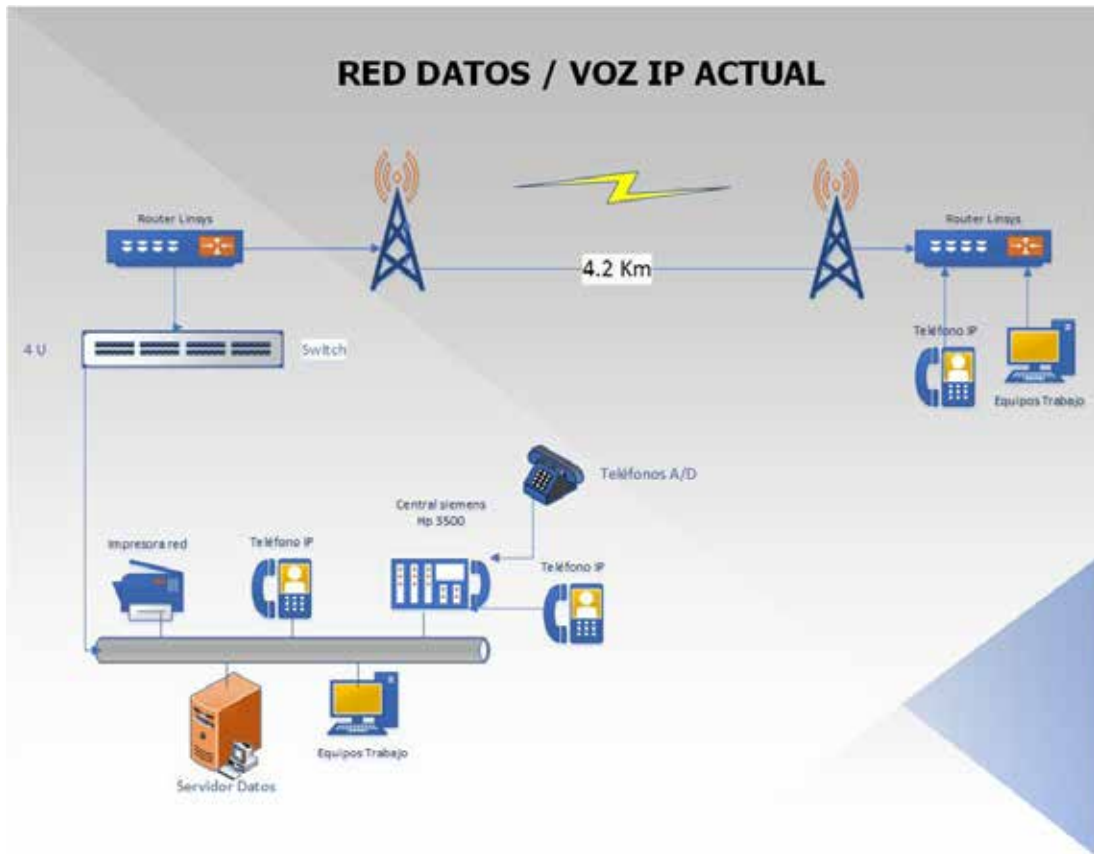 RED DATOS / VOZ IP ACTUAL
Router Linsys
Router Linsys
4.2 Km
4 U
Switch
Teléfono IP
Equipos Trabajo
Teléfonos A/D
Central siemens
Hp 3500
Impresora red
Teléfono IP
Teléfono IP
Equipos Trabajo
Servidor Datos